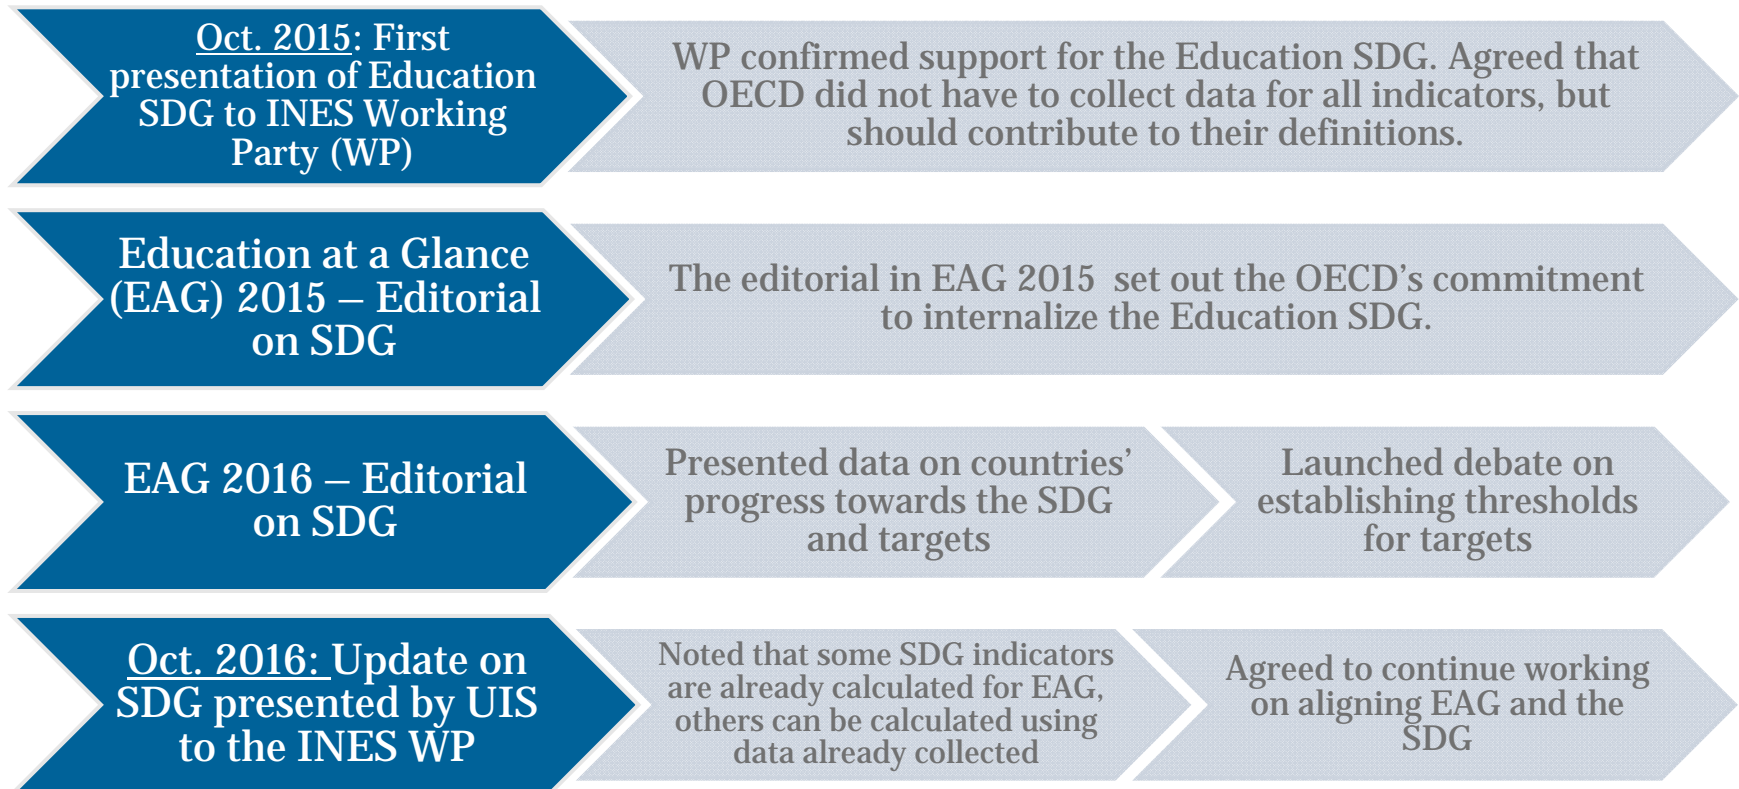 Oct. 2015: First
presentation of Education
SDG to INES Working
Party (WP)
WP confirmed support for the Education SDG. Agreed that
OECD did not have to collect data for all indicators, but
should contribute to their definitions.
Education at a Glance
(EAG) 2015 – Editorial
on SDG
The editorial in EAG 2015 set out the OECD’s commitment
to internalize the Education SDG.
EAG 2016 – Editorial
on SDG
Presented data on countries’
progress towards the SDG
and targets
Launched debate on
establishing thresholds
for targets
Oct. 2016: Update on
SDG presented by UIS
to the INES WP
Noted that some SDG indicators
are already calculated for EAG,
others can be calculated using
data already collected
Agreed to continue working
on aligning EAG and the
SDG